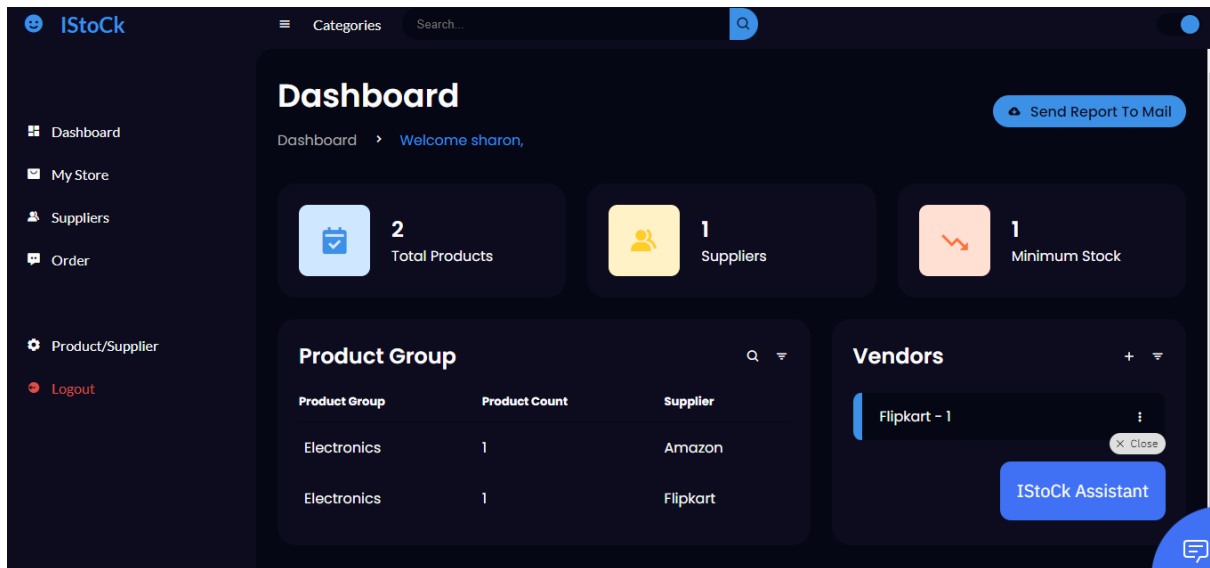 IStoCk
Categories
Search...
Dashboard
My Store
Suppliers
Order
Product/Supplier
Logout
Dashboard
Dashboard > Welcome sharon,
Send Report To Mail
2
Total Products
1
Suppliers
1
Minimum Stock
Product Group
Product Group Product Count Supplier
Electronics 1 Amazon
Electronics 1 Flipkart
Vendors
Flipkart - 1
× Close
IStoCk Assistant